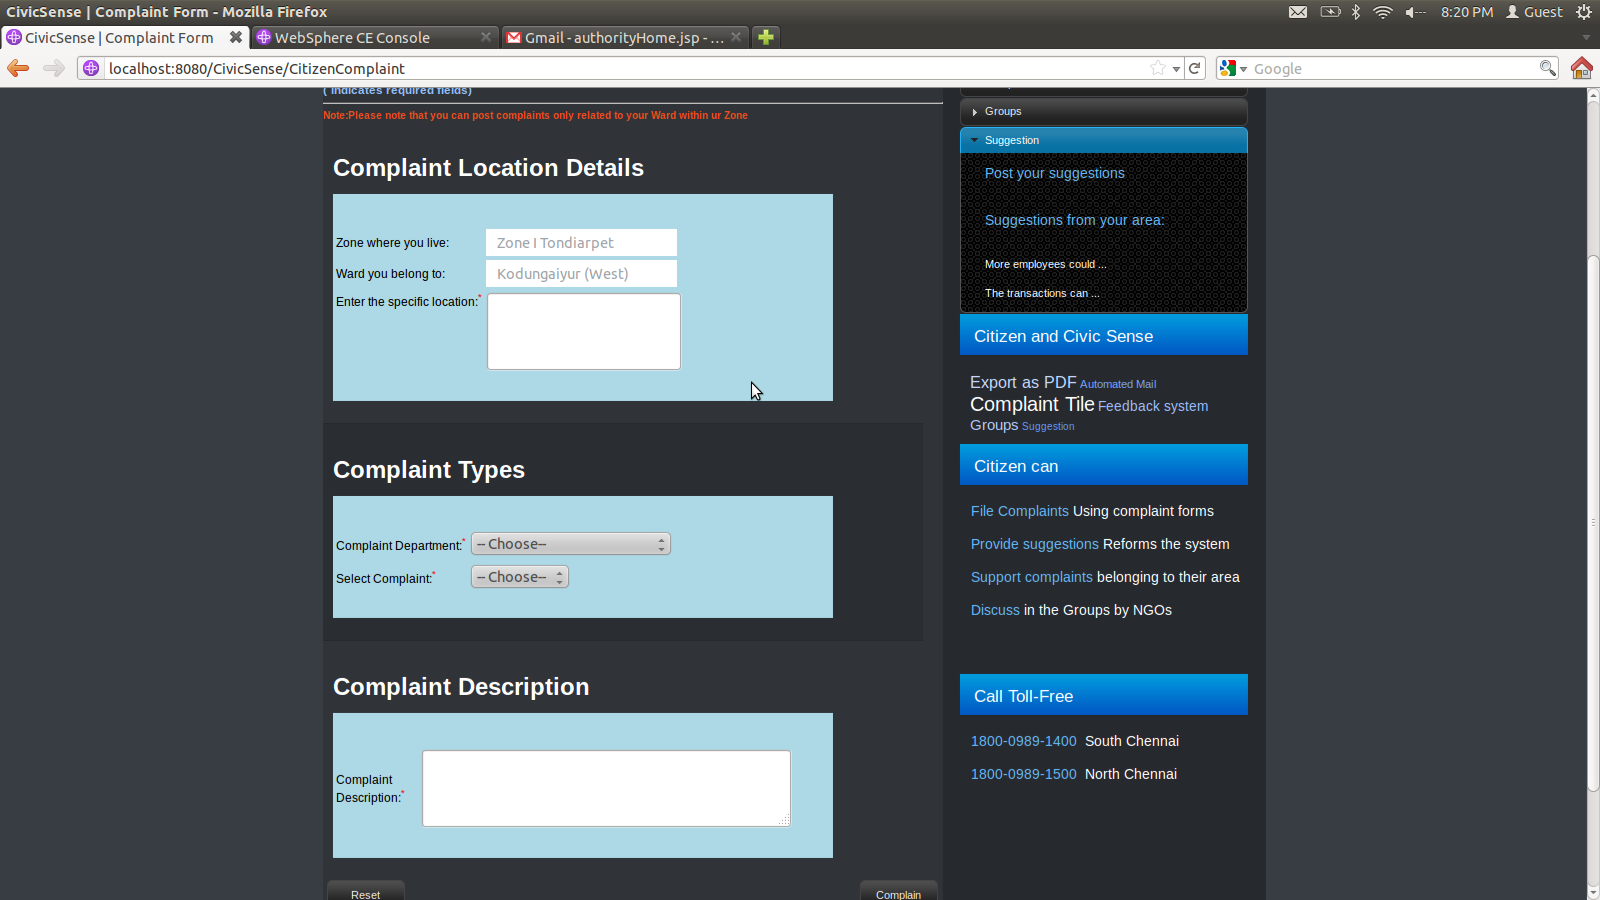 CivicSense | Complaint Form - Mozilla Firefox
8:20 PM Guest
CivicSense | Complaint Form
WebSphere CE Console
Gmail - authorityHome.jsp - ...
localhost:8080/CivicSense/CitizenComplaint
Google
indicates required fields)
Note:Please note that you can post complaints only related to your Ward within ur Zone
Complaint Location Details
Zone where you live: Zone I Tondiarpet
Ward you belong to: Kodungaiyur (West)
Enter the specific location:*
Complaint Types
Complaint Department:* -- Choose--
Select Complaint:* -- Choose--
Complaint Description
Complaint
Description:*
Reset
Complain
Groups
Suggestion
Post your suggestions
Suggestions from your area:
More employees could ...
The transactions can ...
Citizen and Civic Sense
Export as PDF Automated Mail
Complaint Tile Feedback system
Groups Suggestion
Citizen can
File Complaints Using complaint forms
Provide suggestions Reforms the system
Support complaints belonging to their area
Discuss in the Groups by NGOs
Call Toll-Free
1800-0989-1400 South Chennai
1800-0989-1500 North Chennai